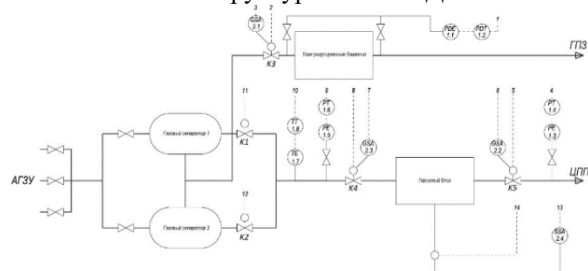 3 2
GSA 2.1
К3
PDE 1.1
PDT 1.2
1
ГПЗ
Узел регулирования давления
11
10 9 8 7 6 5 4
Газовый сепаратор 1
К1
TT 1.8
PT 1.6
PT 1.4
АГЗУ
TE 1.7
PE 1.5
GSA 2.3
GSA 2.2
PE 1.3
ЦПП
К4
Насосный блок
К5
12
Газовый сепаратор 2
К2
14 13
SSA 2.4